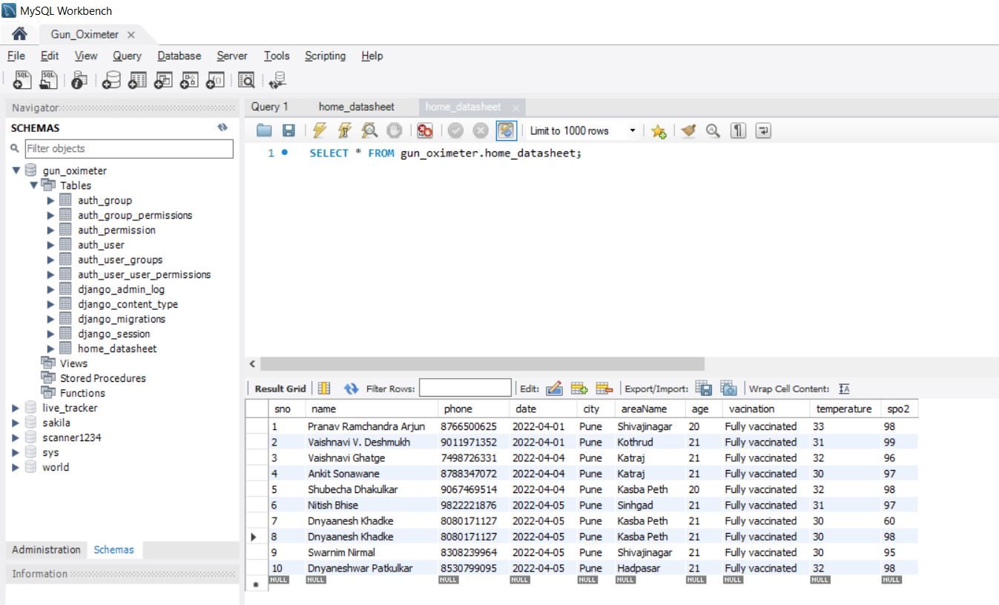 MySQL Workbench
Gun_Oximeter
File Edit View Query Database Server Tools Scripting Help
Navigator
SCHEMAS
Filter objects
gun_oximeter
Tables
auth_group
auth_group_permissions
auth_permission
auth_user
auth_user_groups
auth_user_user_permissions
django_admin_log
django_content_type
django_migrations
django_session
home_datasheet
Views
Stored Procedures
Functions
live_tracker
sakila
scanner1234
sys
world
Administration Schemas
Information
Query 1 home_datasheet home_datasheet
Limit to 1000 rows
1 SELECT * FROM gun_oximeter.home_datasheet;
Result Grid Filter Rows: Edit: Export/Import: Wrap Cell Content:
sno name phone date city areaName age vacination temperature spo2
1 Pranav Ramchandra Arjun 8766500625 2022-04-01 Pune Shivajinagar 20 Fully vaccinated 33 98
2 Vaishnavi V. Deshmukh 9011971352 2022-04-01 Pune Kothrud 21 Fully vaccinated 31 99
3 Vaishnavi Ghatge 7498726331 2022-04-04 Pune Katraj 21 Fully vaccinated 32 96
4 Ankit Sonawane 8788347072 2022-04-04 Pune Katraj 21 Fully vaccinated 30 97
5 Shubecha Dhakulkar 9067469514 2022-04-04 Pune Kasba Peth 20 Fully vaccinated 32 98
6 Nitish Bhise 9822221876 2022-04-05 Pune Sinhgad 21 Fully vaccinated 31 97
7 Dnyaanesh Khadke 8080171127 2022-04-05 Pune Kasba Peth 21 Fully vaccinated 30 60
8 Dnyaanesh Khadke 8080171127 2022-04-05 Pune Kasba Peth 21 Fully vaccinated 30 98
9 Swarnim Nirmal 8308239964 2022-04-05 Pune Shivajinagar 21 Fully vaccinated 30 95
10 Dnyaneshwar Patkulkar 8530799095 2022-04-05 Pune Hadpasar 21 Fully vaccinated 32 98
NULL NULL NULL NULL NULL NULL NULL NULL NULL NULL